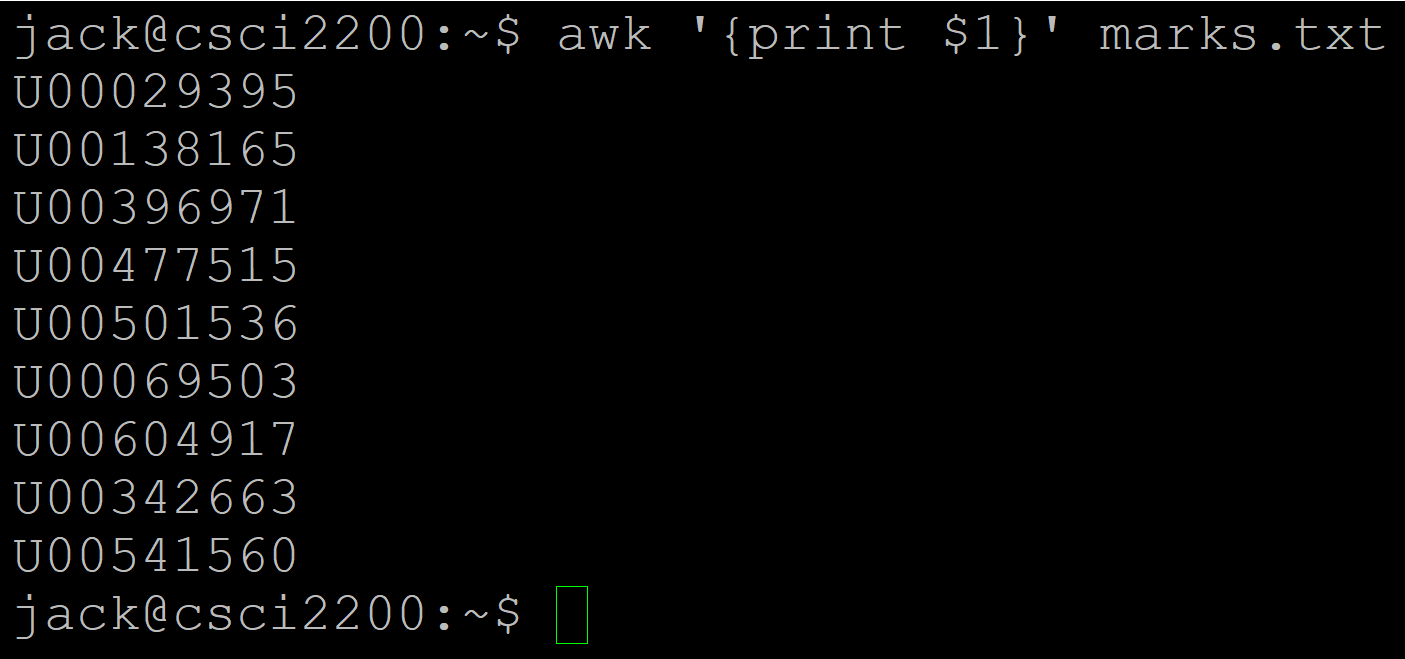 jack@csci2200:~$ awk '{print $1}' marks.txt
U00029395
U00138165
U00396971
U00477515
U00501536
U00069503
U00604917
U00342663
U00541560
jack@csci2200:~$